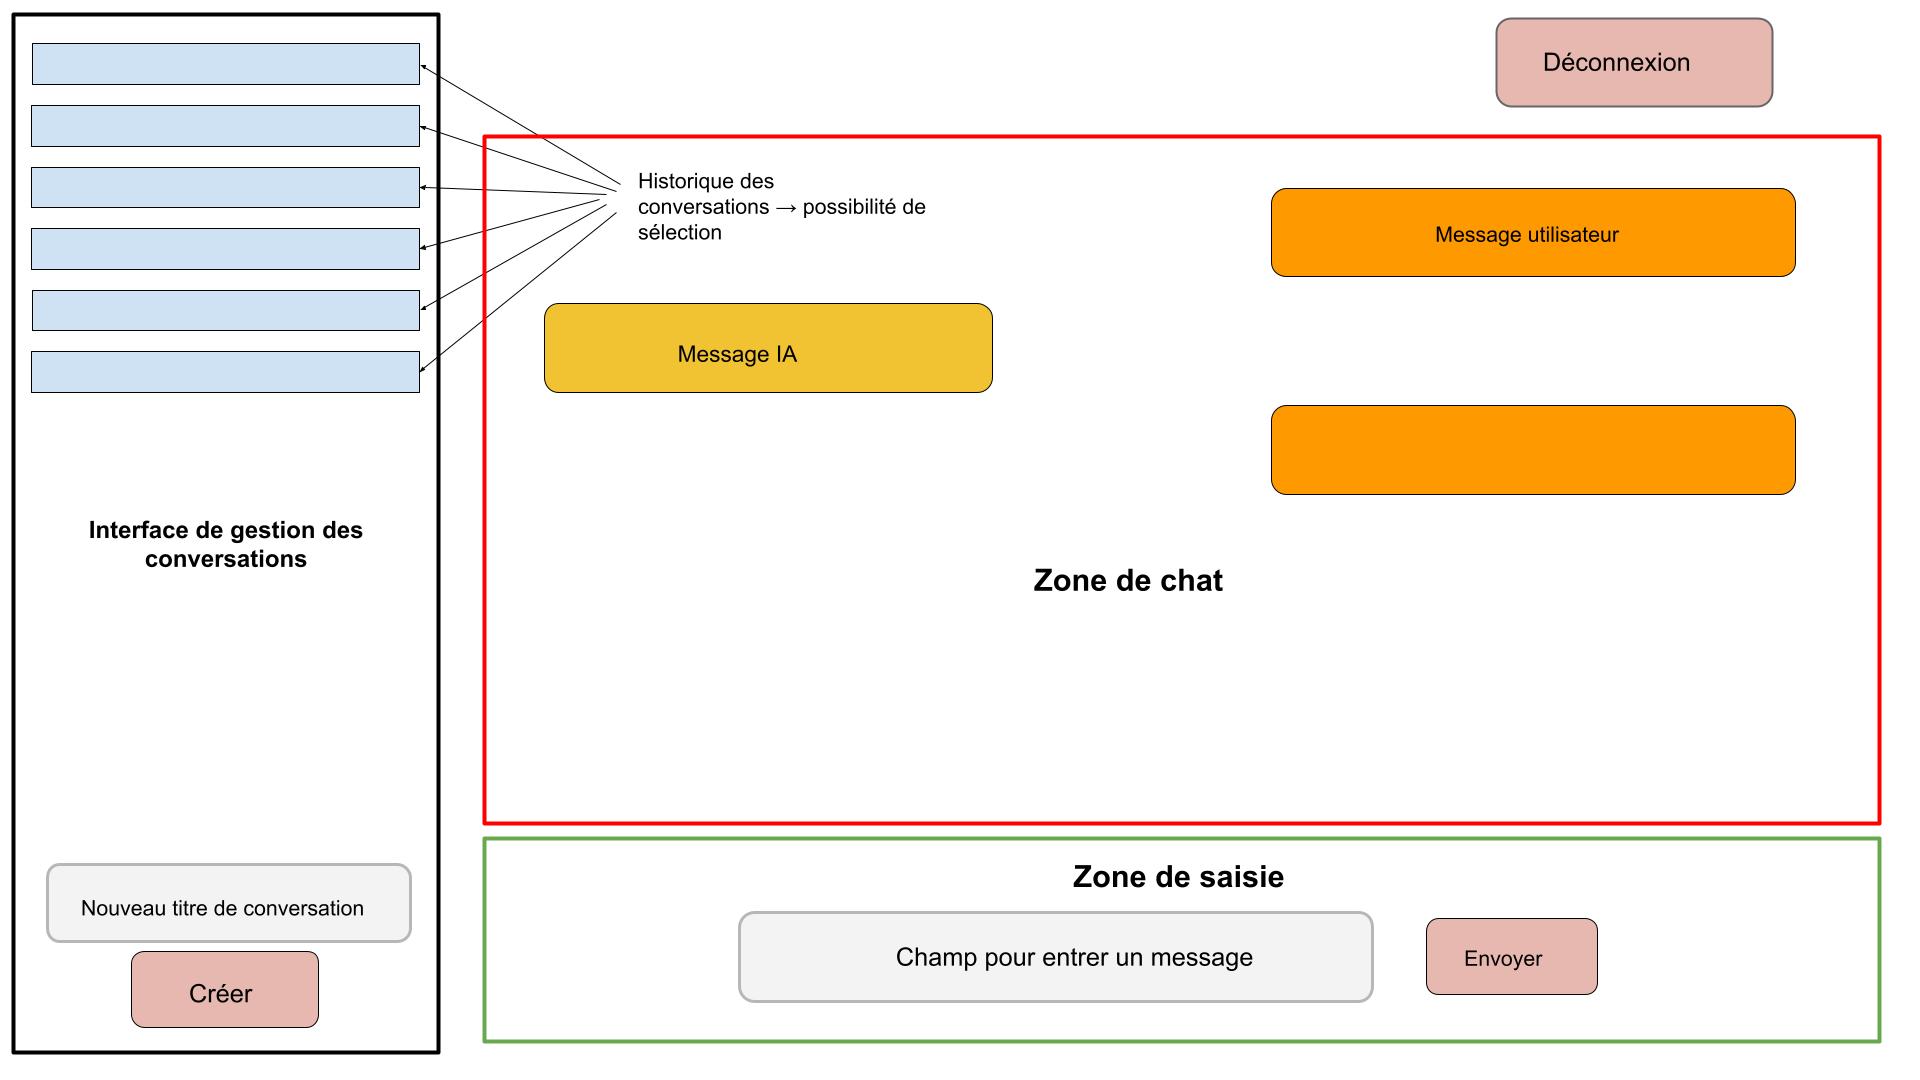 Déconnexion
Historique des
conversations → possibilité de
sélection
Message utilisateur
Message IA
Interface de gestion des
conversations
Zone de chat
Zone de saisie
Nouveau titre de conversation
Champ pour entrer un message
Envoyer
Créer